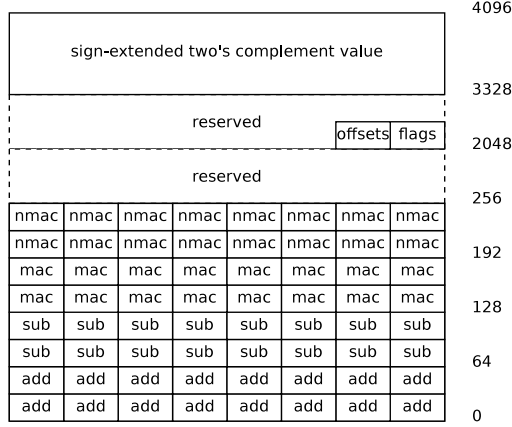 4096
sign-extended two's complement value
3328
reserved
offsets flags
2048
reserved
256
nmac nmac nmac nmac nmac nmac nmac nmac
nmac nmac nmac nmac nmac nmac nmac nmac
192
mac mac mac mac mac mac mac mac
mac mac mac mac mac mac mac mac
128
sub sub sub sub sub sub sub sub
sub sub sub sub sub sub sub sub
64
add add add add add add add add
add add add add add add add add
0